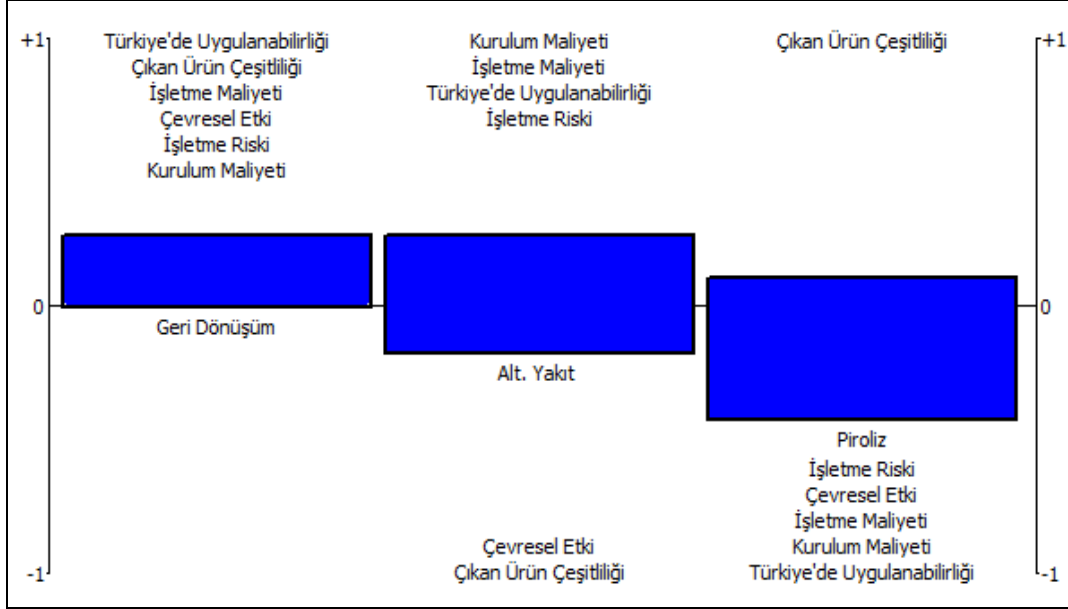 +1
Türkiye'de Uygulanabilirliği
Çıkan Ürün Çeşitliliği
İşletme Maliyeti
Çevresel Etki
İşletme Riski
Kurulum Maliyeti
Kurulum Maliyeti
İşletme Maliyeti
Türkiye'de Uygulanabilirliği
İşletme Riski
Çıkan Ürün Çeşitliliği
+1
0
0
Geri Dönüşüm
Alt. Yakıt
Piroliz
İşletme Riski
Çevresel Etki
İşletme Maliyeti
Kurulum Maliyeti
Türkiye'de Uygulanabilirliği
Çevresel Etki
Çıkan Ürün Çeşitliliği
-1
-1